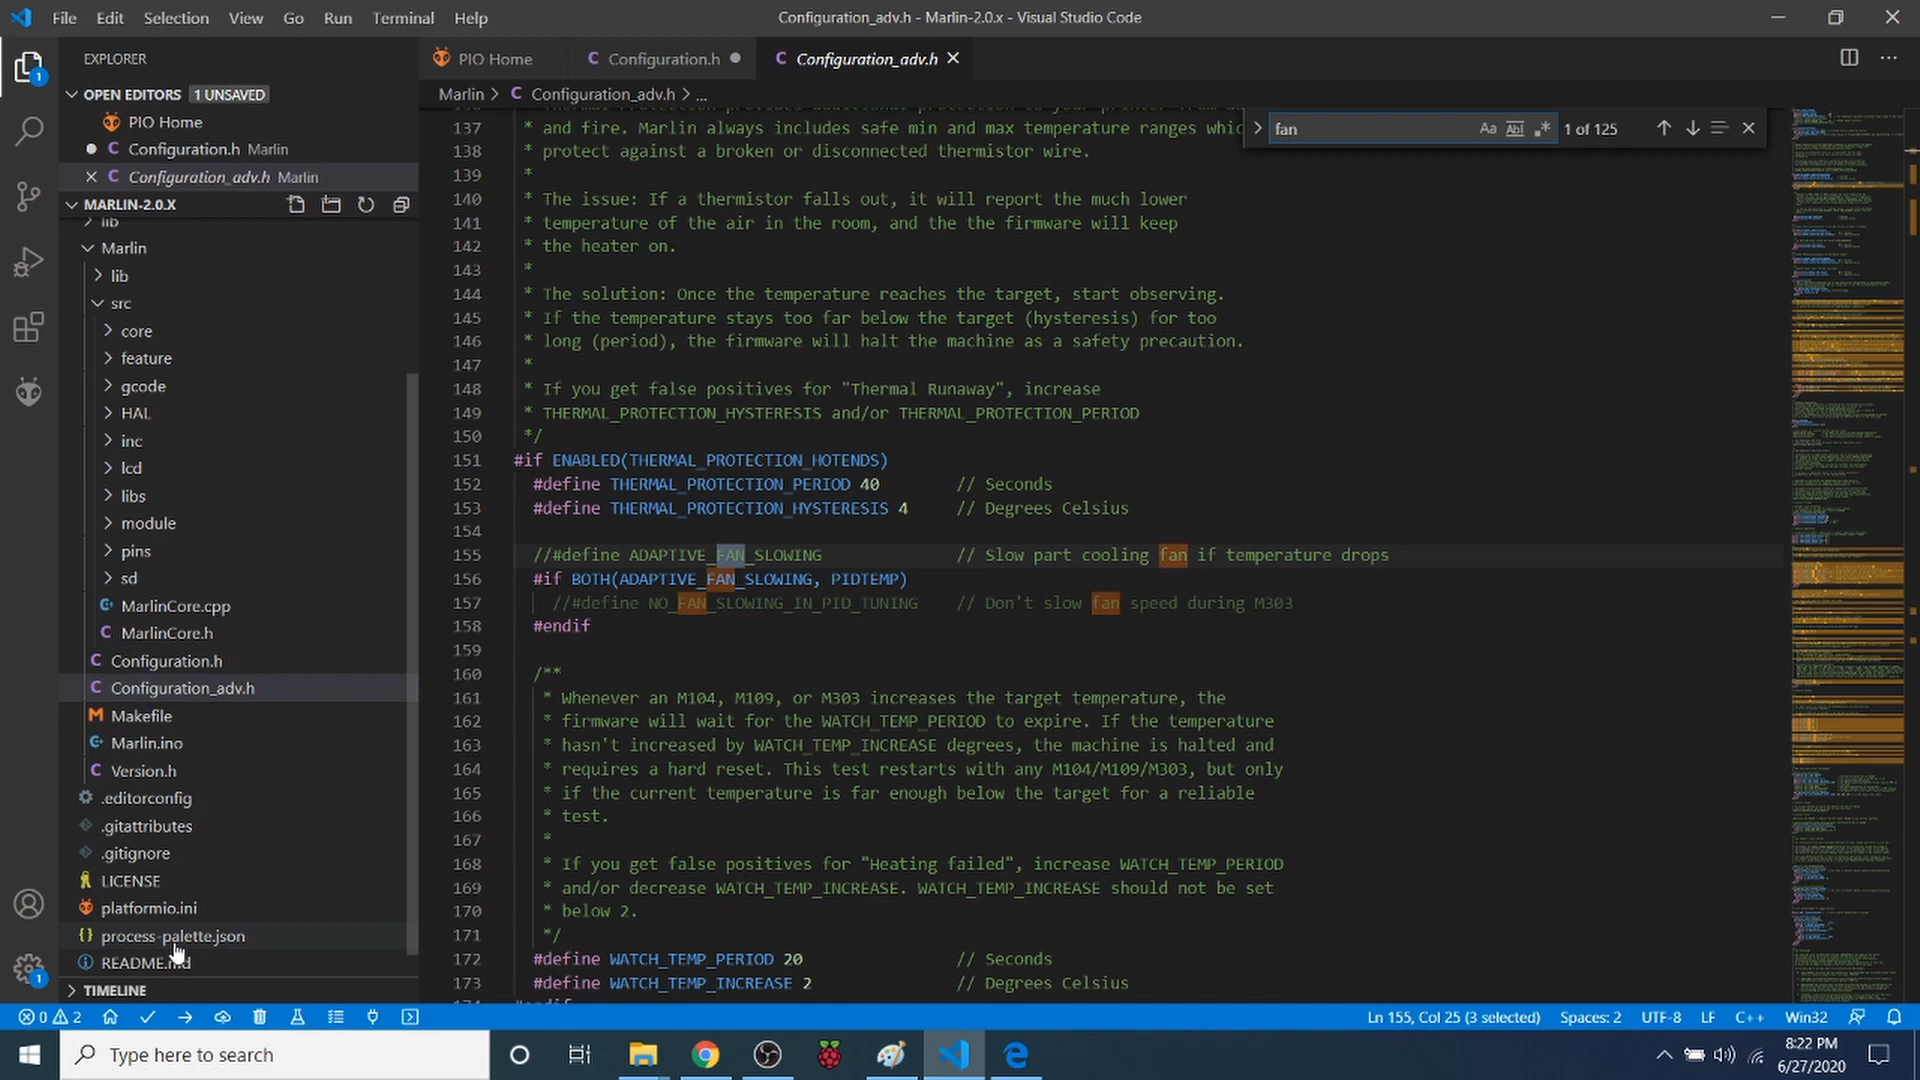 File Edit Selection View Go Run Terminal Help
Configuration_adv.h - Marlin-2.0.x - Visual Studio Code
EXPLORER
OPEN EDITORS 1 UNSAVED
PIO Home
Configuration.h Marlin
Configuration_adv.h Marlin
MARLIN-2.0.X
lib
Marlin
lib
src
core
feature
gcode
HAL
inc
lcd
libs
module
pins
sd
MarlinCore.cpp
MarlinCore.h
Configuration.h
Configuration_adv.h
Makefile
Marlin.ino
Version.h
.editorconfig
.gitattributes
.gitignore
LICENSE
platformio.ini
process-palette.json
README.md
TIMELINE
PIO Home Configuration.h Configuration_adv.h
Marlin > C Configuration_adv.h > ...
fan Aa Abl .* 1 of 125
137 * and fire. Marlin always includes safe min and max temperature ranges
138 * protect against a broken or disconnected thermistor wire.
139 *
140 * The issue: If a thermistor falls out, it will report the much lower
141 * temperature of the air in the room, and the the firmware will keep
142 * the heater on.
143 *
144 * The solution: Once the temperature reaches the target, start observing.
145 * If the temperature stays too far below the target (hysteresis) for too
146 * long (period), the firmware will halt the machine as a safety precaution.
147 *
148 * If you get false positives for "Thermal Runaway", increase
149 * THERMAL_PROTECTION_HYSTERESIS and/or THERMAL_PROTECTION_PERIOD
150 */
151 #if ENABLED(THERMAL_PROTECTION_HOTENDS)
152 #define THERMAL_PROTECTION_PERIOD 40 // Seconds
153 #define THERMAL_PROTECTION_HYSTERESIS 4 // Degrees Celsius
154
155 //#define ADAPTIVE_FAN_SLOWING // Slow part cooling fan if temperature drops
156 #if BOTH(ADAPTIVE_FAN_SLOWING, PIDTEMP)
157 //#define NO_FAN_SLOWING_IN_PID_TUNING // Don't slow fan speed during M303
158 #endif
159
160 /**
161 * Whenever an M104, M109, or M303 increases the target temperature, the
162 * firmware will wait for the WATCH_TEMP_PERIOD to expire. If the temperature
163 * hasn't increased by WATCH_TEMP_INCREASE degrees, the machine is halted and
164 * requires a hard reset. This test restarts with any M104/M109/M303, but only
165 * if the current temperature is far enough below the target for a reliable
166 * test.
167 *
168 * If you get false positives for "Heating failed", increase WATCH_TEMP_PERIOD
169 * and/or decrease WATCH_TEMP_INCREASE. WATCH_TEMP_INCREASE should not be set
170 * below 2.
171 */
172 #define WATCH_TEMP_PERIOD 20 // Seconds
173 #define WATCH_TEMP_INCREASE 2 // Degrees Celsius
0 2
Ln 155, Col 25 (3 selected) Spaces: 2 UTF-8 LF C++ Win32
Type here to search
8:22 PM
6/27/2020